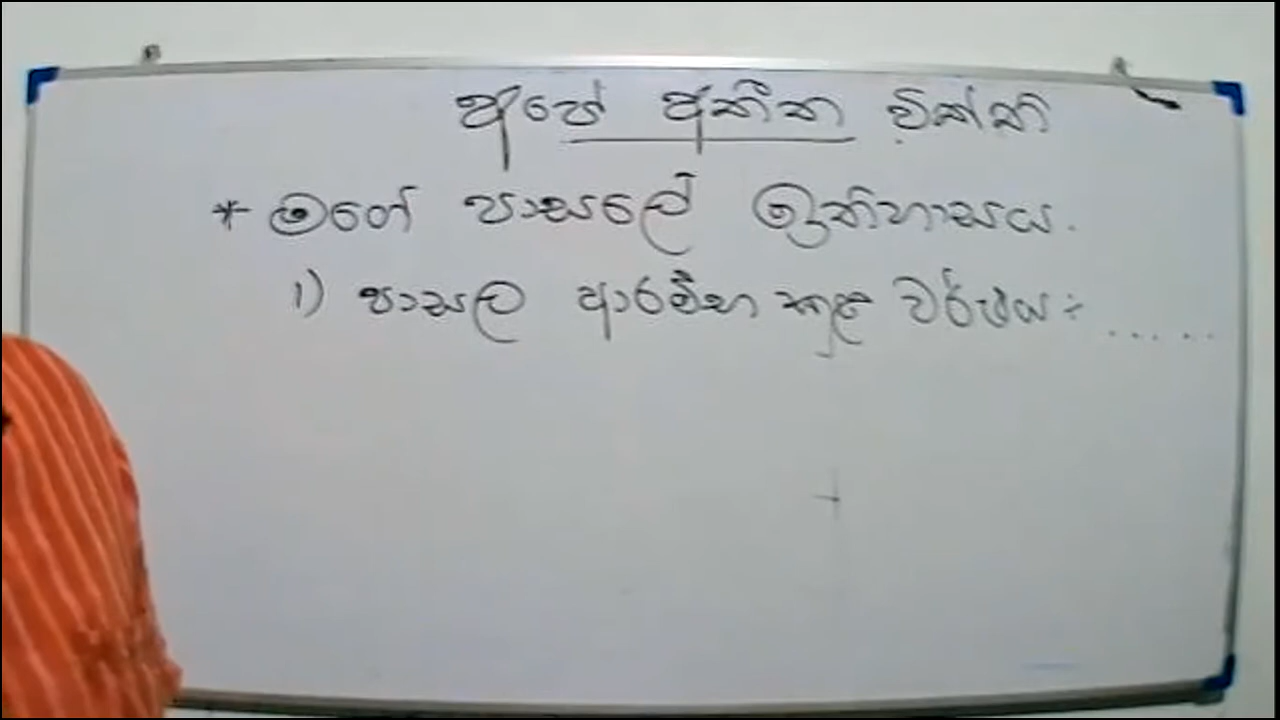 අපේ අතීත විත්ති
* මගේ පාසලේ ඉතිහාසය.
1) පාසල ආරම්භ කළ වර්ෂය :- .....